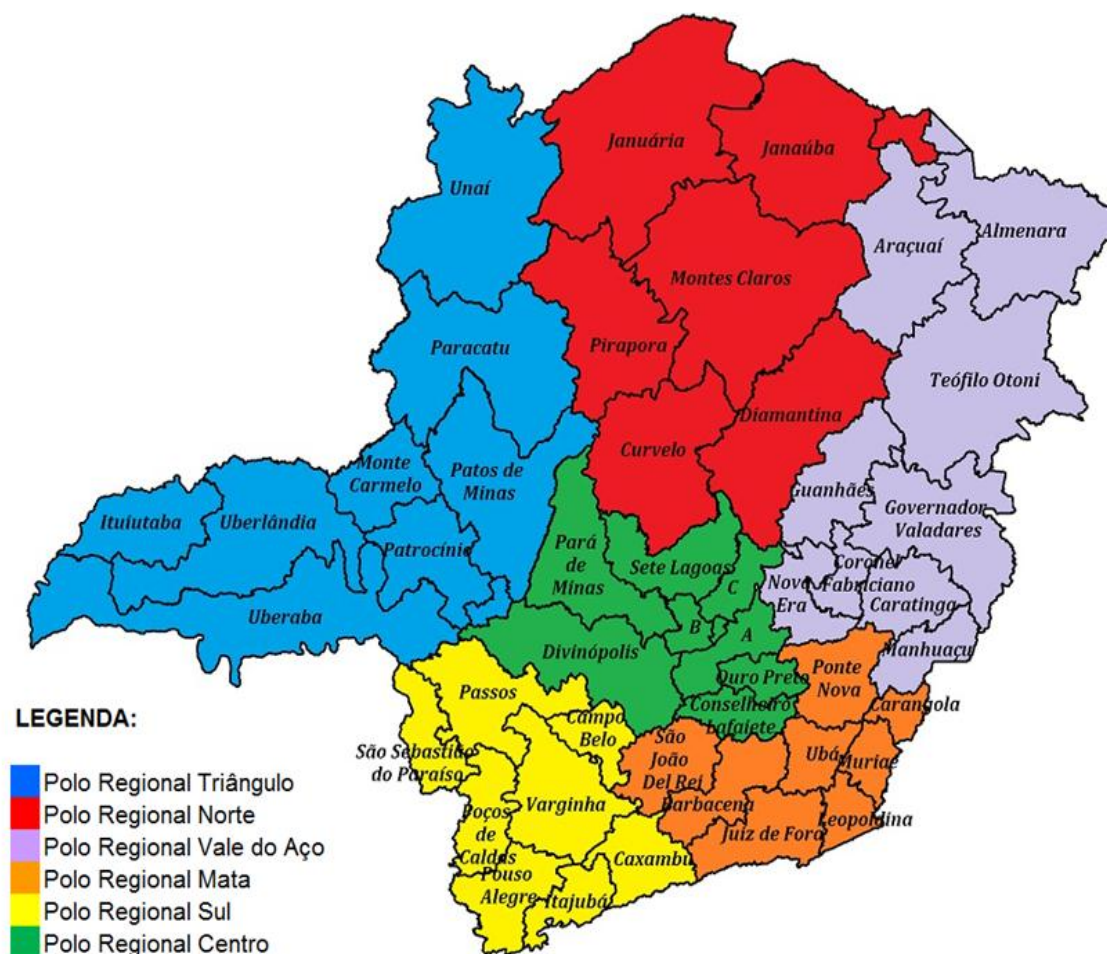 Januária
Janaúba
Unaí
Araçuaí
Almenara
Montes Claros
Paracatu
Pirapora
Teófilo Otoni
Diamantina
Curvelo
Monte
Carmelo
Patos de
Minas
Guanhães
Governador
Valadares
Ituiutaba
Uberlândia
Patrocínio
Pará
de
Minas
Sete Lagoas
C
Nova
Era
Coronel
Fabriciano
Caratinga
Uberaba
B
A
Divinópolis
Manhuaçu
Ouro Preto
Ponte
Nova
Passos
Conselheiro
Lafaiete
Carangola
Campo
Belo
São
João
Del Rei
Ubá
Muriaé
São Sebastião
do Paraíso
Varginha
Barbacena
Juiz de Fora
Leopoldina
Poços
de
Caldas
Caxambu
Pouso
Alegre
Itajubá
LEGENDA:
Polo Regional Triângulo
Polo Regional Norte
Polo Regional Vale do Aço
Polo Regional Mata
Polo Regional Sul
Polo Regional Centro